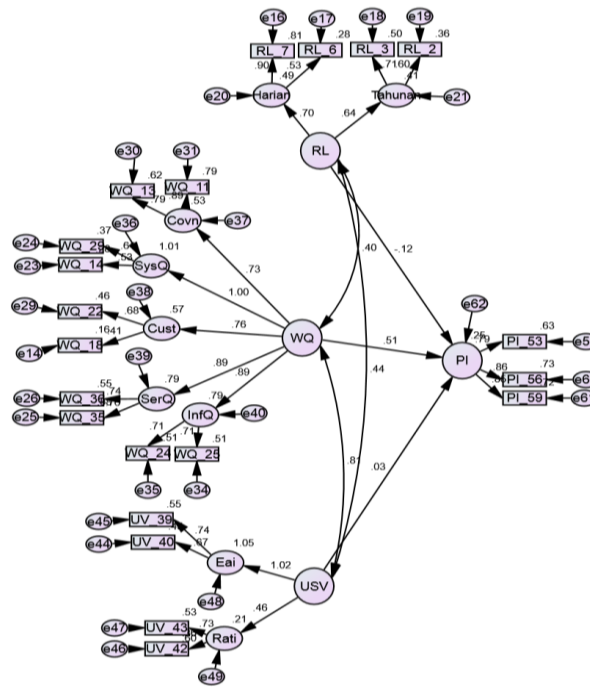 e16 e17 e18 e19
.81 .28 .50 .36
RL_7 RL_6 RL_3 RL_2
.90 .53 .71 .60
.49 .41
e20 Harian Tahunan e21
.70 .64
RL
e30 e31
.62 .79
WQ_13 WQ_11
.79 .89 .53
Covn e37
e36
.37 1.01
e24 WQ_29
e23 WQ_14 .53 SysQ
.73
.40 -.12
1.00
e38
e29 .46 .57
WQ_22 .68
Cust .76
e14 WQ_18 .16 .41
WQ .51
e62
.25
PI
PI_53 .63
.86 PI_56 .73
PI_59
e39
.89 .44
.89
.79
e26 WQ_36 .55 .74 SerQ
e25 WQ_35
.79
InfQ e40
.71 .51 .71 .51
WQ_24 WQ_25
e35 e34
.03
.55
e45 UV_39 .74
e44 UV_40 .67
1.05
Eai 1.02
USV
e48
.46
.21
.53
e47 UV_43 .73
Rati
e46 UV_42 .60
e49